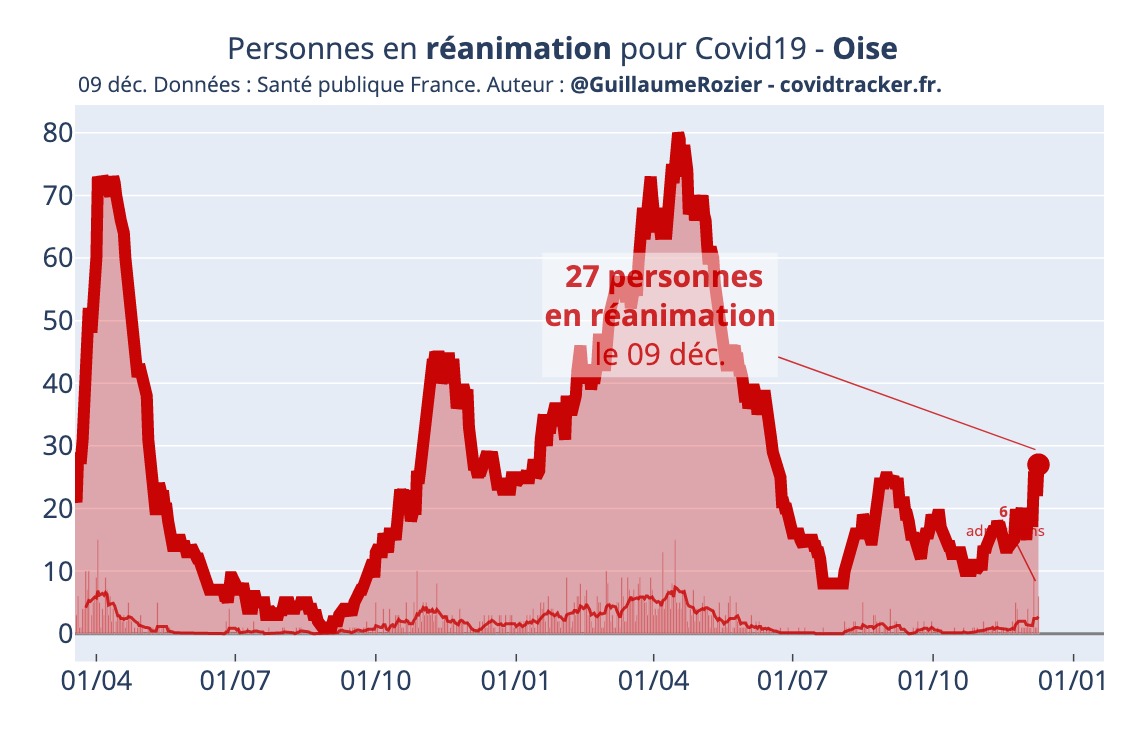 Personnes en réanimation pour Covid19 - Oise
09 déc. Données : Santé publique France. Auteur : @GuillaumeRozier - covidtracker.fr.
80
70
60
50
40
30
20
10
0
27 personnes
en réanimation
le 09 déc.
6
01/04 01/07 01/10 01/01 01/04 01/07 01/10 01/01